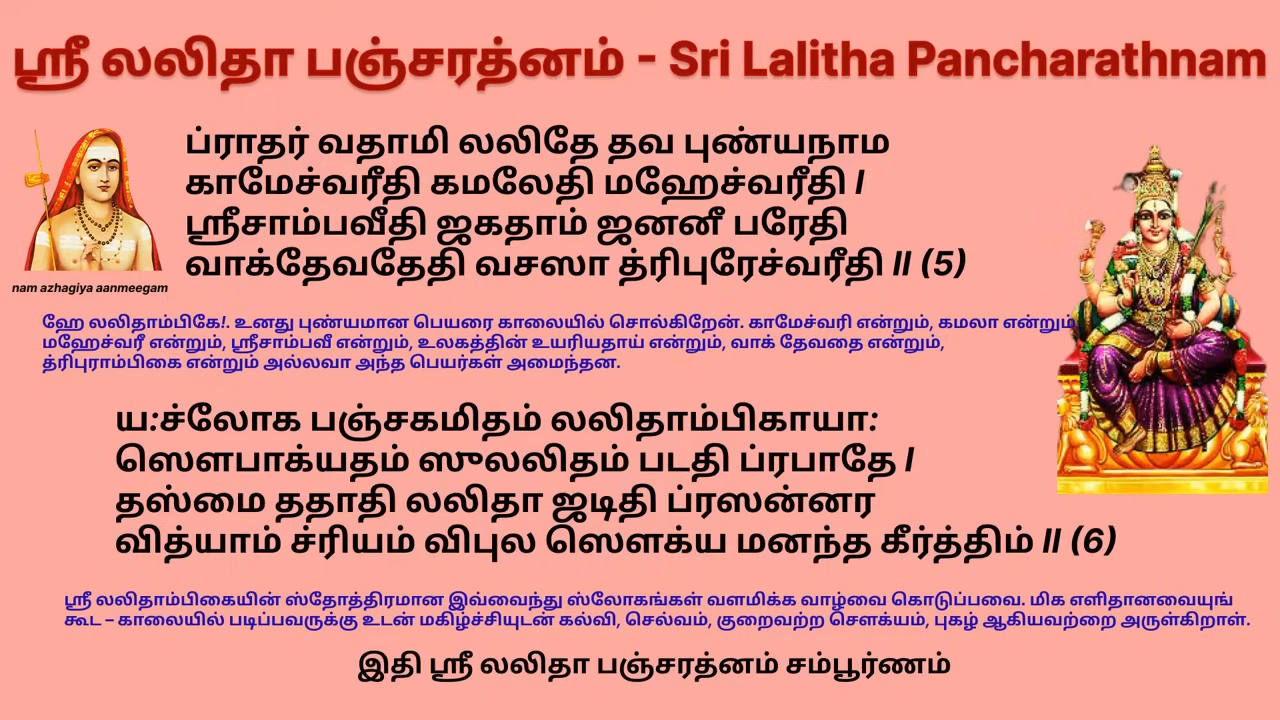 ஸ்ரீ லலிதா பஞ்சரத்னம் - Sri Lalitha Pancharathnam
ப்ராதர் வதாமி லலிதே தவ புண்யநாம
காமேச்வரீதி கமலேதி மஹேச்வரீதி I
ஸ்ரீசாம்பவீதி ஜகதாம் ஜனனீ பரேதி
வாக்தேவதேதி வசஸா த்ரிபுரேச்வரீதி II (5)
nam azhagiya aanmeegam
ஹே லலிதாம்பிகே!. உனது புண்யமான பெயரை காலையில் சொல்கிறேன். காமேச்வரி என்றும், கமலா என்றும்,
மஹேச்வரீ என்றும், ஸ்ரீசாம்பவீ என்றும், உலகத்தின் உயரியதாய் என்றும், வாக் தேவதை என்றும்,
த்ரிபுராம்பிகை என்றும் அல்லவா அந்த பெயர்கள் அமைந்தன.
ய:ச்லோக பஞ்சகமிதம் லலிதாம்பிகாயா:
ஸௌபாக்யதம் ஸுலலிதம் படதி ப்ரபாதே I
தஸ்மை ததாதி லலிதா ஜடிதி ப்ரஸன்னர
வித்யாம் ச்ரியம் விபுல ஸௌக்ய மனந்த கீர்த்திம் II (6)
ஸ்ரீ லலிதாம்பிகையின் ஸ்தோத்திரமான இவ்வைந்து ஸ்லோகங்கள் வளமிக்க வாழ்வை கொடுப்பவை. மிக எளிதானவையுங்
கூட – காலையில் படிப்பவருக்கு உடன் மகிழ்ச்சியுடன் கல்வி, செல்வம், குறைவற்ற சௌக்யம், புகழ் ஆகியவற்றை அருள்கிறாள்.
இதி ஸ்ரீ லலிதா பஞ்சரத்னம் சம்பூர்ணம்